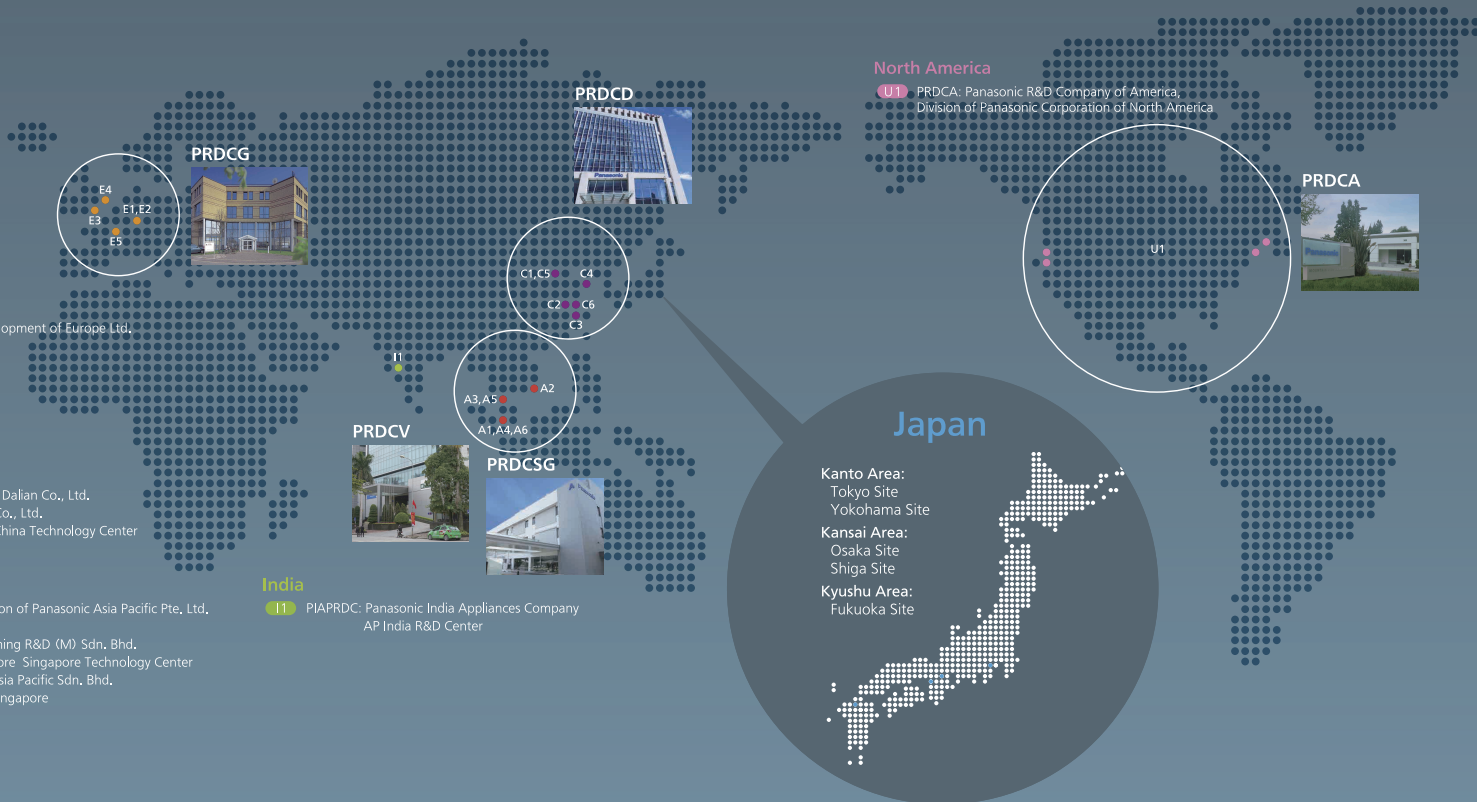 North America
U1 PRDCA: Panasonic R&D Company of America,
Division of Panasonic Corporation of North America
PRDCD
Panasonic
PRDCG
PRDCA
Panasonic
E4
E3
E1,E2
E5
U1
C1,C5
C4
C2
C6
C3
opment of Europe Ltd.
I1
A2
A3,A5
A1,A4,A6
PRDCV
PRDCSG
Panasonic
Japan
Kanto Area:
Tokyo Site
Yokohama Site
Kansai Area:
Osaka Site
Shiga Site
Kyushu Area:
Fukuoka Site
Dalian Co., Ltd.
Co., Ltd.
China Technology Center
India
I1 PIAPRDC: Panasonic India Appliances Company
AP India R&D Center
on of Panasonic Asia Pacific Pte. Ltd.
ning R&D (M) Sdn. Bhd.
ore Singapore Technology Center
sia Pacific Sdn. Bhd.
ngapore